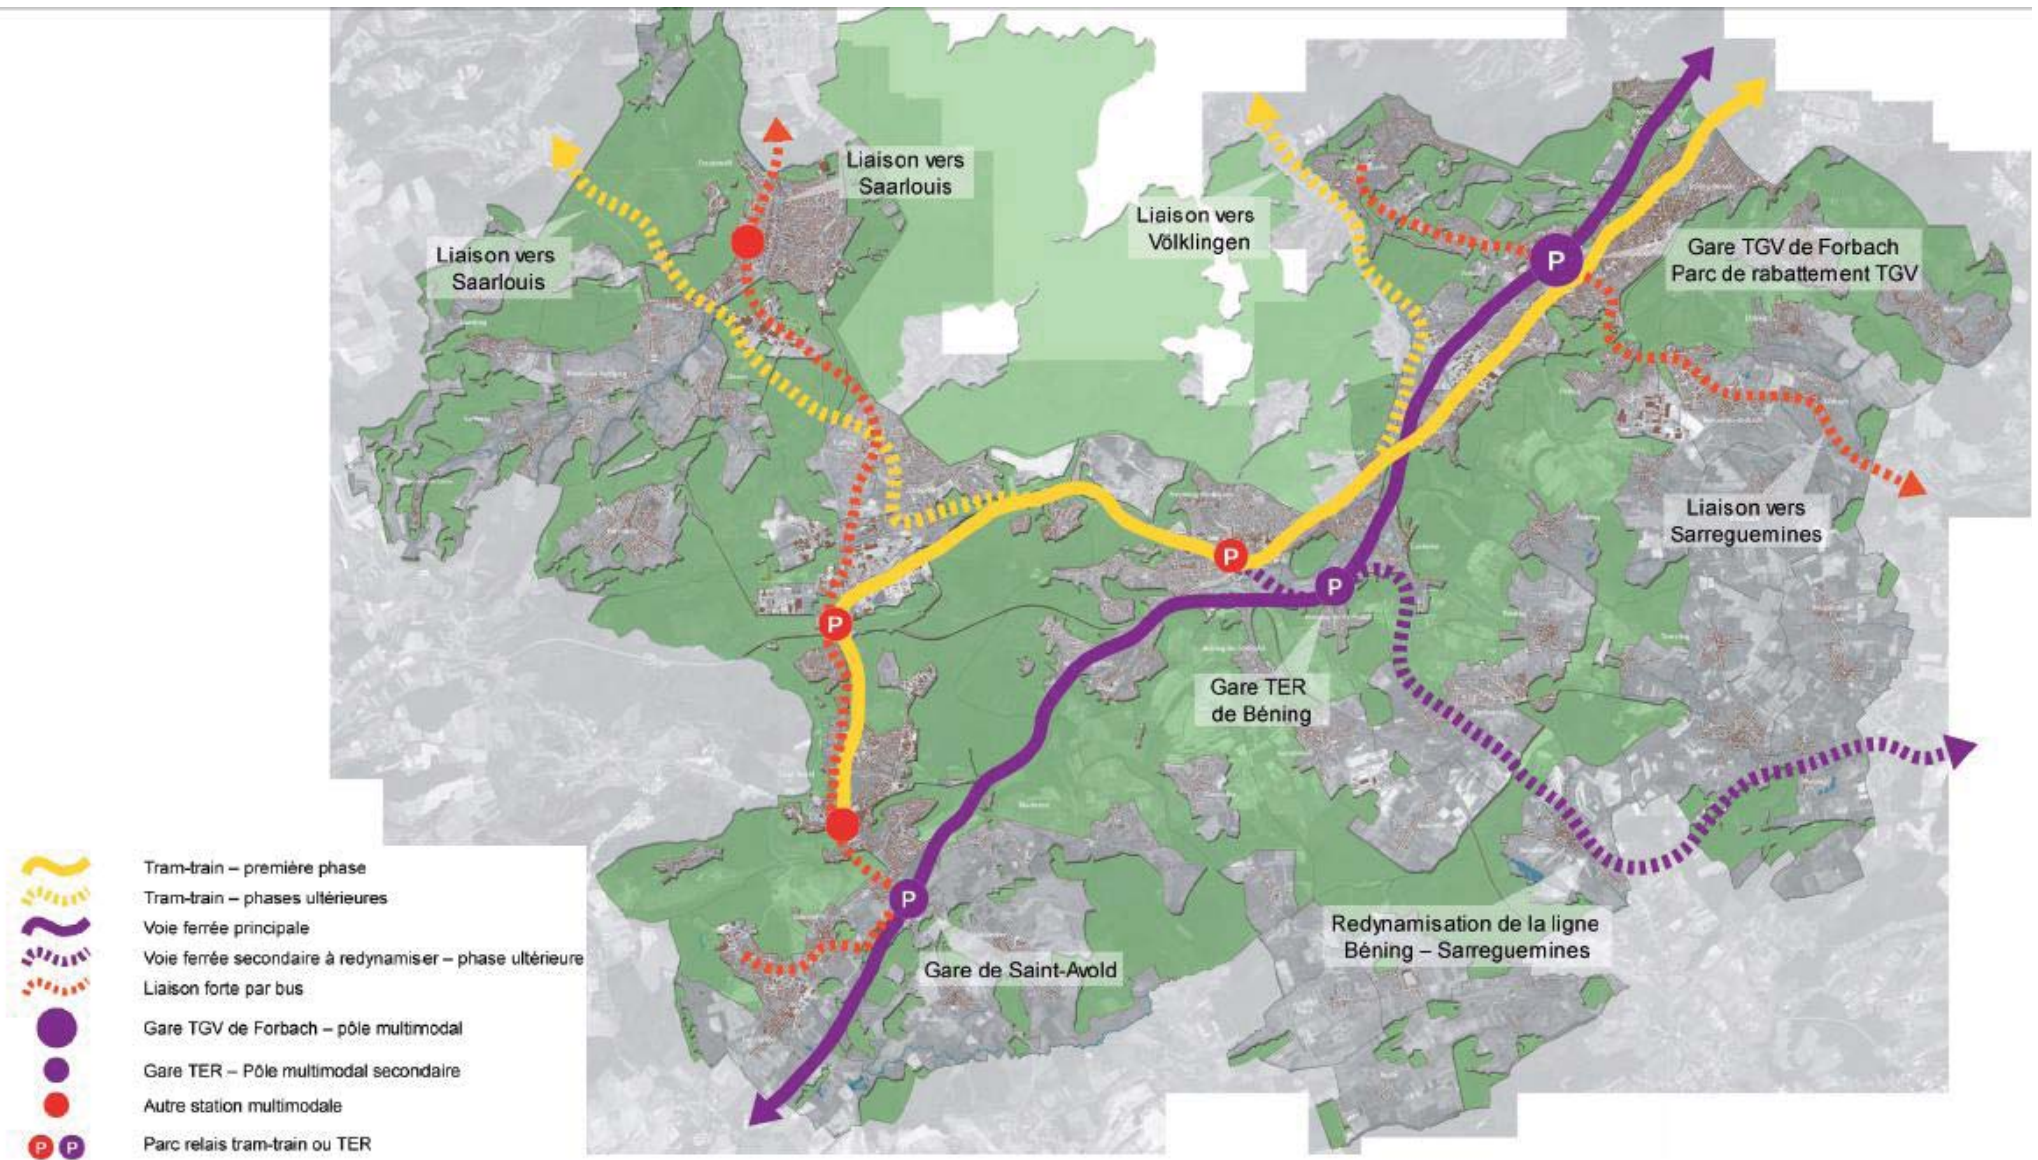 Liaison vers
Saarlouis
Liaison vers
Saarlouis
Liaison vers
Völklingen
Gare TGV de Forbach
Parc de rabattement TGV
P
Liaison vers
Sarreguemines
P
P
P
Gare TER
de Béning
P
Redynamisation de la ligne
Béning – Sarreguemines
Gare de Saint-Avold
Tram-train – première phase
Tram-train – phases ultérieures
Voie ferrée principale
Voie ferrée secondaire à redynamiser – phase ultérieure
Liaison forte par bus
Gare TGV de Forbach – pôle multimodal
Gare TER – Pôle multimodal secondaire
Autre station multimodale
P P Parc relais tram-train ou TER